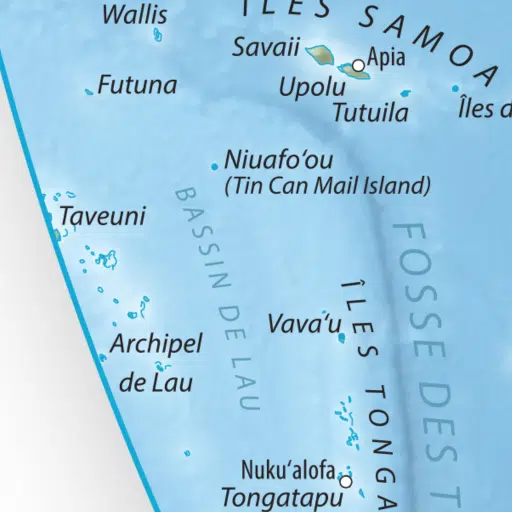 Wallis
ÎLES SAMOA
Savaii
Apia
Futuna
Upolu
Tutuila
Îles d
Niuafo‘ou
(Tin Can Mail Island)
Taveuni
BASSIN DE LAU
FOSSE DES T
ÎLES TONGA
Vava‘u
Archipel
de Lau
Nuku‘alofa
Tongatapu